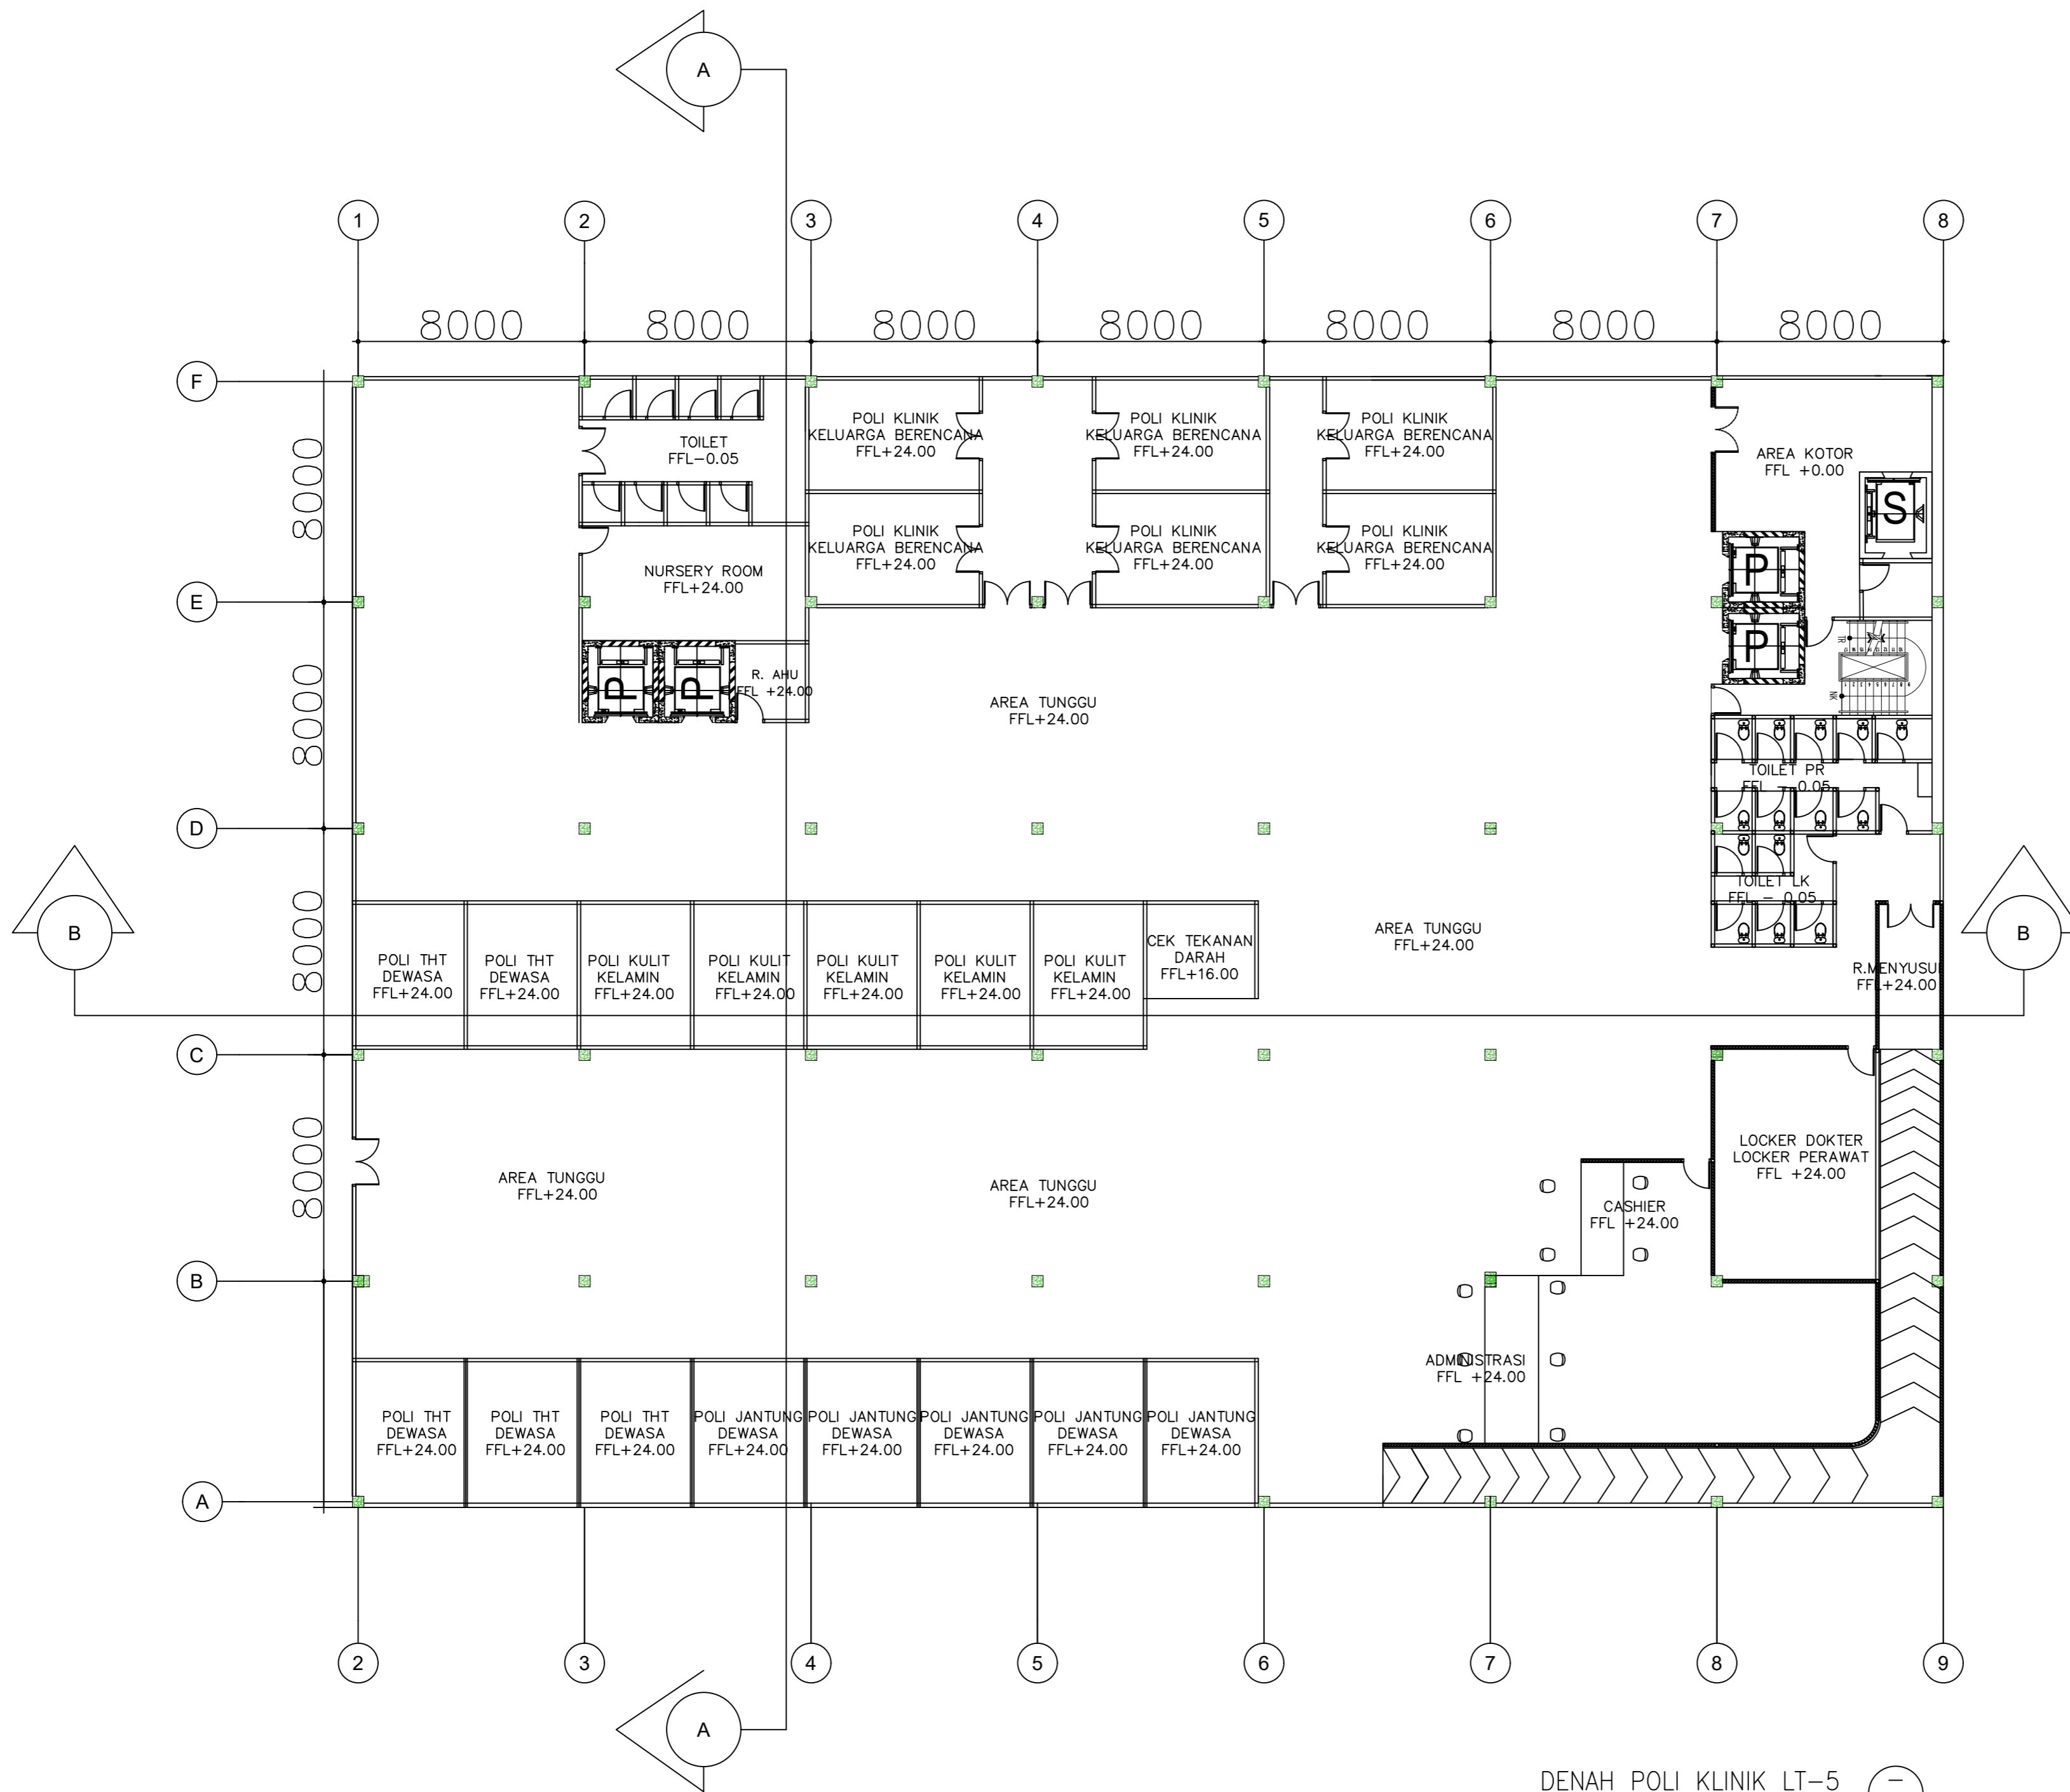 A
1
2
3
4
5
6
7
8
8000
8000
8000
8000
8000
8000
8000
F
E
D
C
B
A
8000
8000
8000
8000
TOILET
FFL-0.05
POLI KLINIK
KELUARGA BERENCANA
FFL+24.00
POLI KLINIK
KELUARGA BERENCANA
FFL+24.00
POLI KLINIK
KELUARGA BERENCANA
FFL+24.00
AREA KOTOR
FFL +0.00
S
POLI KLINIK
KELUARGA BERENCANA
FFL+24.00
POLI KLINIK
KELUARGA BERENCANA
FFL+24.00
POLI KLINIK
KELUARGA BERENCANA
FFL+24.00
NURSERY ROOM
FFL+24.00
P
P
P
P
R. AHU
FFL +24.00
TR
NK
AREA TUNGGU
FFL+24.00
TOILET PR
FFL - 0.05
TOILET LK
FFL - 0.05
B
B
POLI THT
DEWASA
FFL+24.00
POLI THT
DEWASA
FFL+24.00
POLI KULIT
KELAMIN
FFL+24.00
POLI KULIT
KELAMIN
FFL+24.00
POLI KULIT
KELAMIN
FFL+24.00
POLI KULIT
KELAMIN
FFL+24.00
POLI KULIT
KELAMIN
FFL+24.00
CEK TEKANAN
DARAH
FFL+16.00
AREA TUNGGU
FFL+24.00
R.MENYUSUI
FFL+24.00
AREA TUNGGU
FFL+24.00
AREA TUNGGU
FFL+24.00
LOCKER DOKTER
LOCKER PERAWAT
FFL +24.00
CASHIER
FFL +24.00
ADMINISTRASI
FFL +24.00
POLI THT
DEWASA
FFL+24.00
POLI THT
DEWASA
FFL+24.00
POLI THT
DEWASA
FFL+24.00
POLI JANTUNG
DEWASA
FFL+24.00
POLI JANTUNG
DEWASA
FFL+24.00
POLI JANTUNG
DEWASA
FFL+24.00
POLI JANTUNG
DEWASA
FFL+24.00
POLI JANTUNG
DEWASA
FFL+24.00
2
3
4
5
6
7
8
9
A
DENAH POLI KLINIK LT-5
-